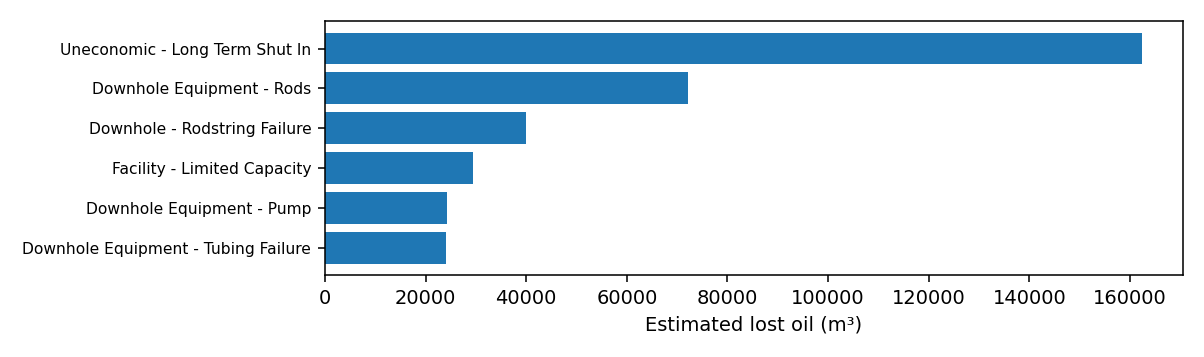 Uneconomic - Long Term Shut In
Downhole Equipment - Rods
Downhole - Rodstring Failure
Facility - Limited Capacity
Downhole Equipment - Pump
Downhole Equipment - Tubing Failure
0 20000 40000 60000 80000 100000 120000 140000 160000
Estimated lost oil (m³)